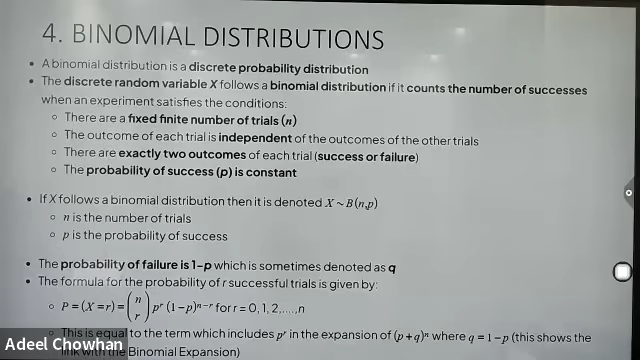 4. BINOMIAL DISTRIBUTIONS
• A binomial distribution is a discrete probability distribution
• The discrete random variable X follows a binomial distribution if it counts the number of successes
when an experiment satisfies the conditions:
○ There are a fixed finite number of trials (n)
○ The outcome of each trial is independent of the outcomes of the other trials
○ There are exactly two outcomes of each trial (success or failure)
○ The probability of success (p) is constant
• If X follows a binomial distribution then it is denoted X ~ B(n,p)
○ n is the number of trials
○ p is the probability of success
• The probability of failure is 1-p which is sometimes denoted as q
• The formula for the probability of r successful trials is given by:
○ P = (X = r) = (n r) pʳ (1 − p)ⁿ⁻ʳ for r = 0, 1, 2,....,n
○ This is equal to the term which includes pʳ in the expansion of (p + q)ⁿ where q = 1 − p (this shows the
link with the Binomial Expansion)
Adeel Chowhan